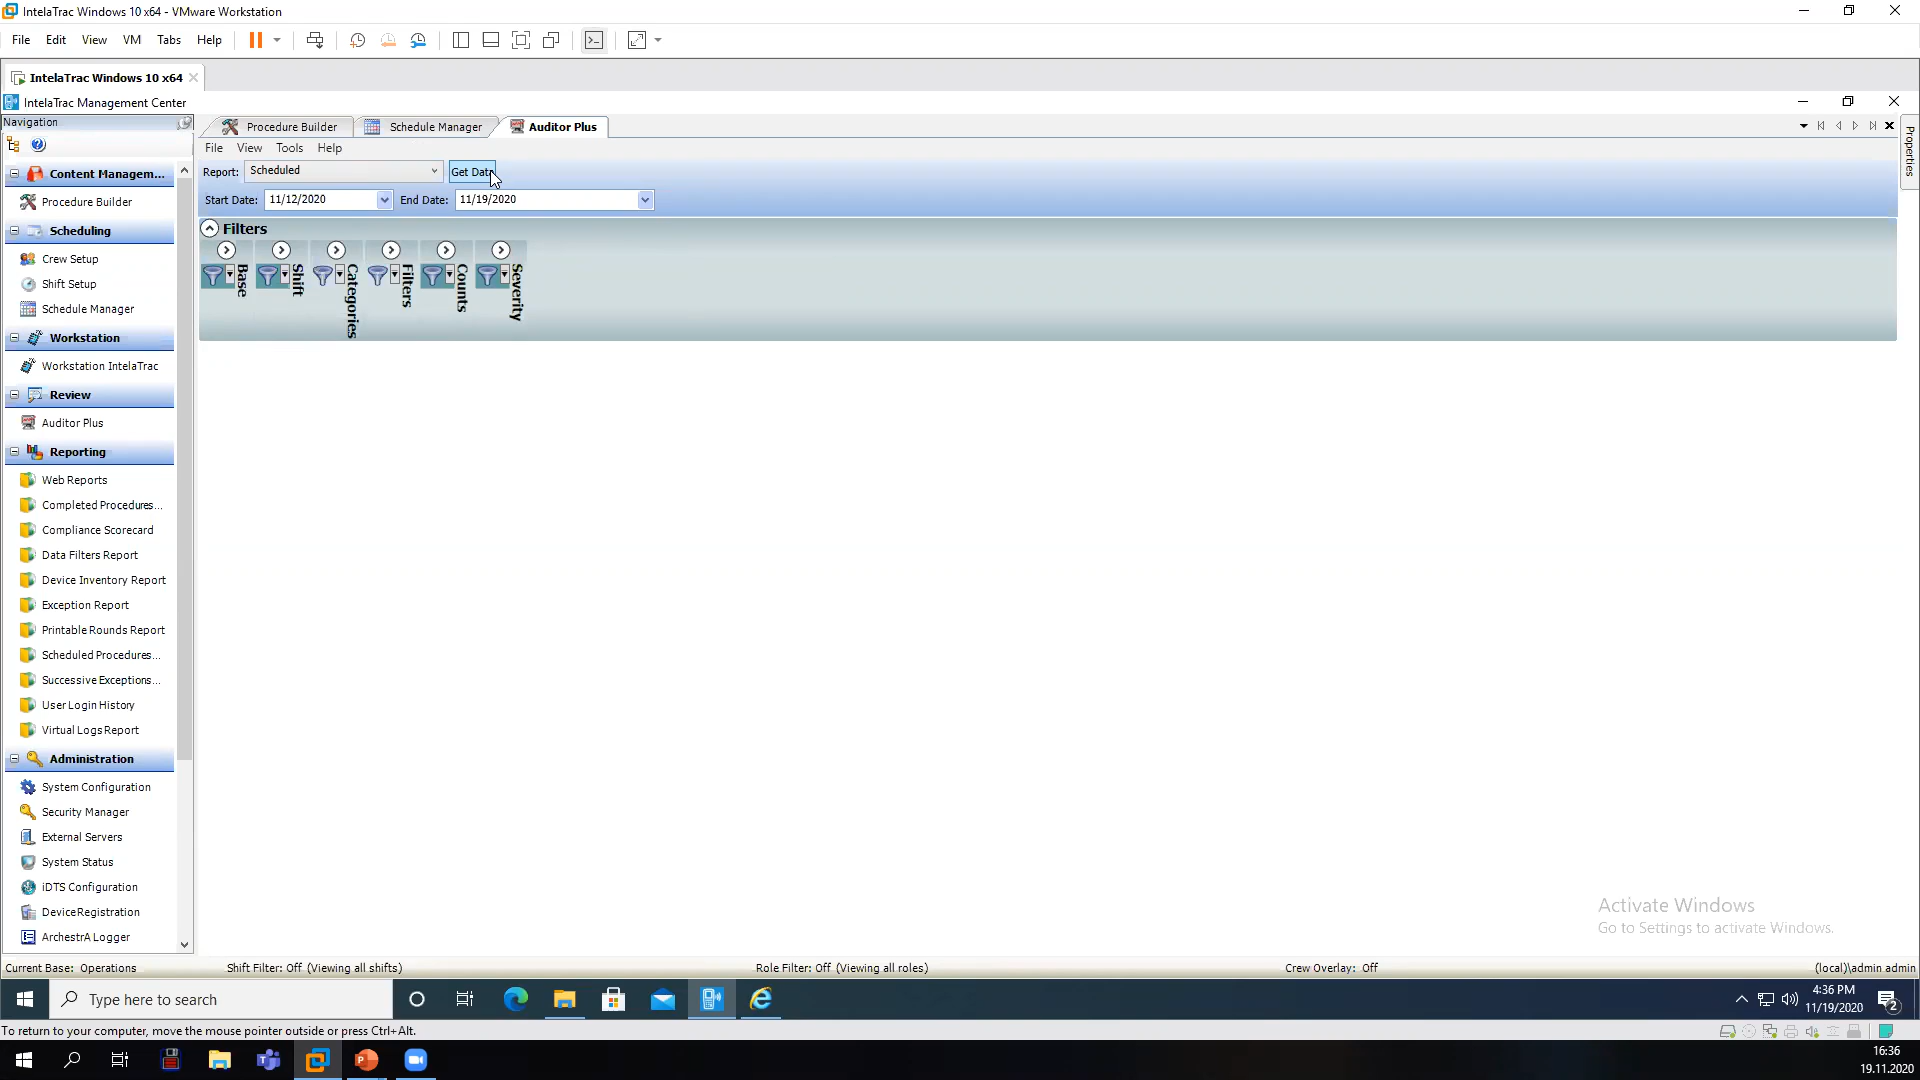 IntelaTrac Windows 10 x64 - VMware Workstation
File Edit View VM Tabs Help
IntelaTrac Windows 10 x64
IntelaTrac Management Center
Navigation
Procedure Builder
Schedule Manager
Auditor Plus
Properties
File View Tools Help
Report: Scheduled Get Data
Start Date: 11/12/2020 End Date: 11/19/2020
Filters
Base
Shift
Categories
Filters
Counts
Severity
Content Managem...
Procedure Builder
Scheduling
Crew Setup
Shift Setup
Schedule Manager
Workstation
Workstation IntelaTrac
Review
Auditor Plus
Reporting
Web Reports
Completed Procedures...
Compliance Scorecard
Data Filters Report
Device Inventory Report
Exception Report
Printable Rounds Report
Scheduled Procedures...
Successive Exceptions...
User Login History
Virtual Logs Report
Administration
System Configuration
Security Manager
External Servers
System Status
iDTS Configuration
DeviceRegistration
ArchestrA Logger
Activate Windows
Go to Settings to activate Windows.
Current Base: Operations Shift Filter: Off (Viewing all shifts) Role Filter: Off (Viewing all roles) Crew Overlay: Off (local)\admin admin
Type here to search
4:36 PM
11/19/2020
2
To return to your computer, move the mouse pointer outside or press Ctrl+Alt.
16:36
19.11.2020